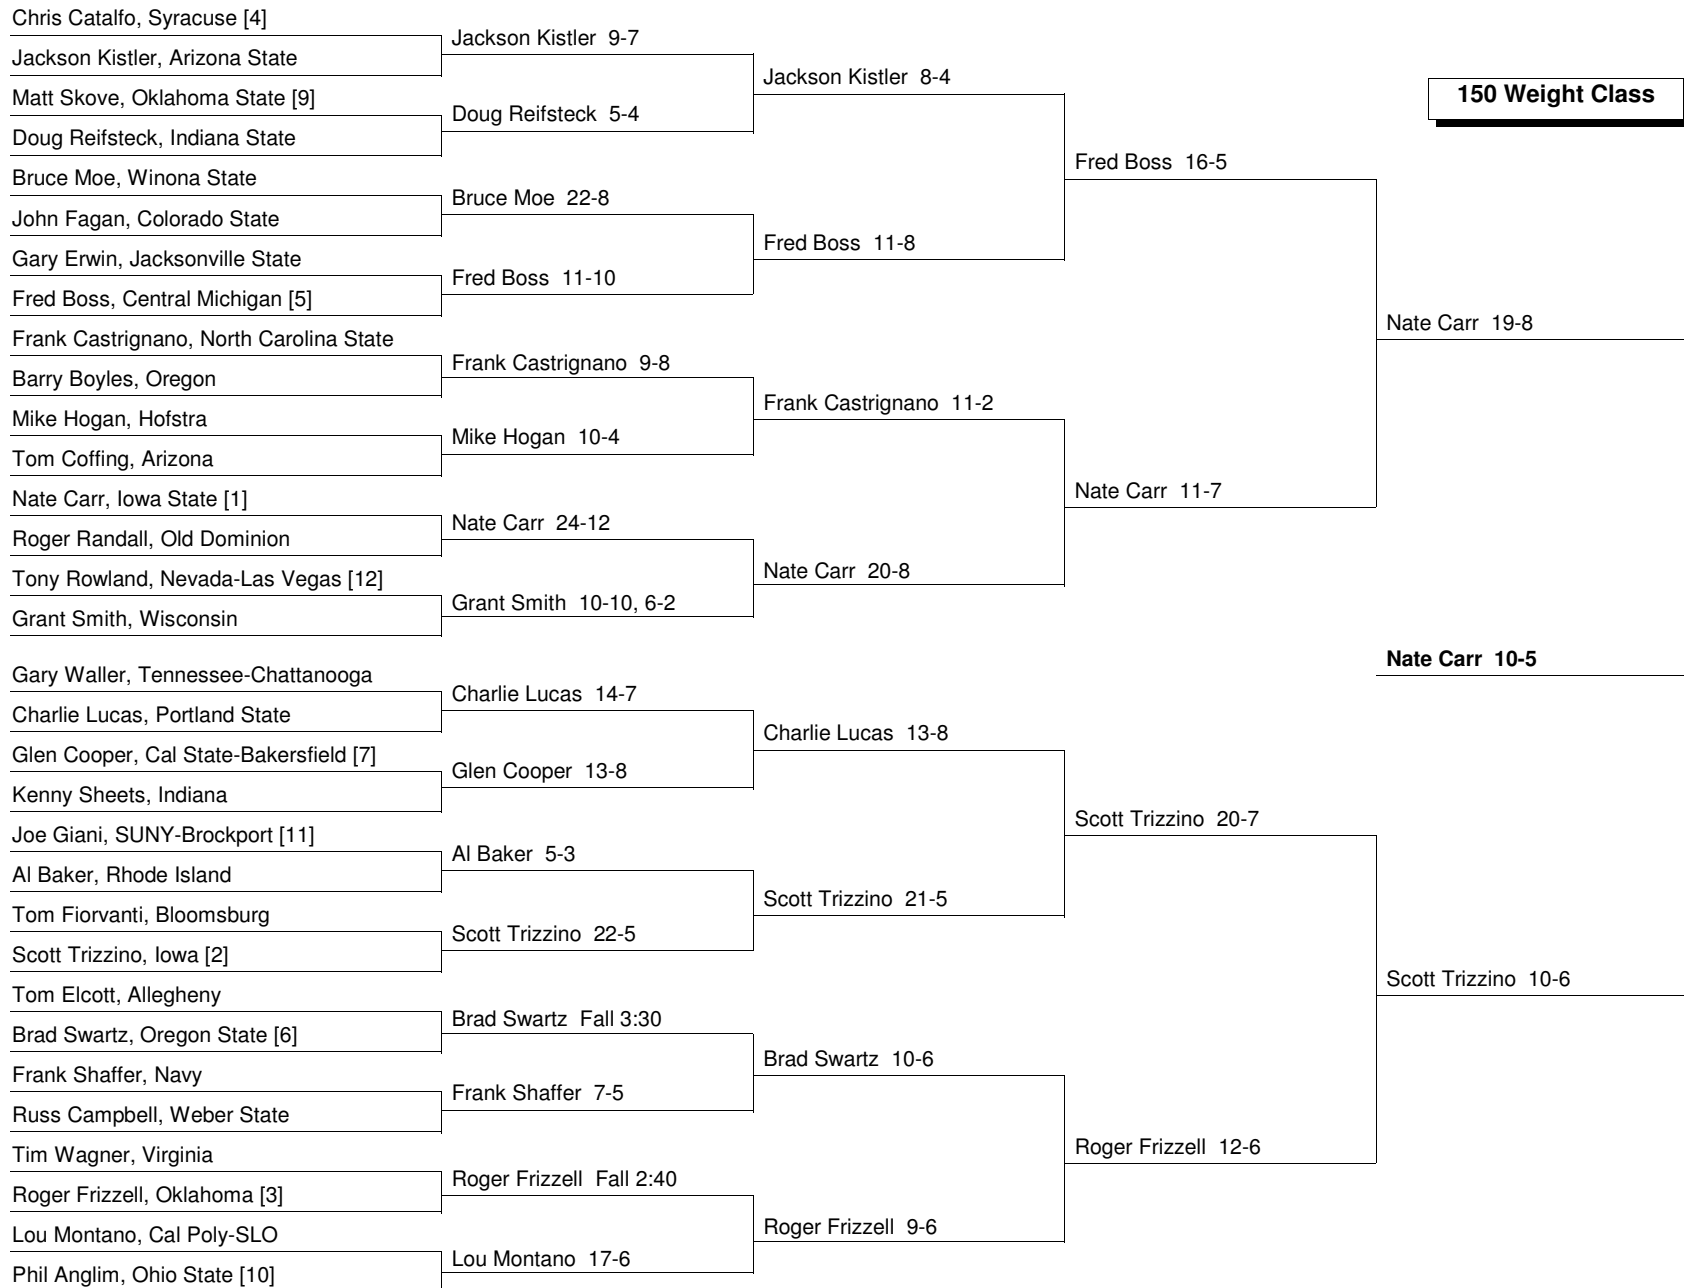 Chris Catalfo, Syracuse [4]
Jackson Kistler, Arizona State
Matt Skove, Oklahoma State [9]
Doug Reifsteck, Indiana State
Bruce Moe, Winona State
John Fagan, Colorado State
Gary Erwin, Jacksonville State
Fred Boss, Central Michigan [5]
Frank Castrignano, North Carolina State
Barry Boyles, Oregon
Mike Hogan, Hofstra
Tom Coffing, Arizona
Nate Carr, Iowa State [1]
Roger Randall, Old Dominion
Tony Rowland, Nevada-Las Vegas [12]
Grant Smith, Wisconsin
Gary Waller, Tennessee-Chattanooga
Charlie Lucas, Portland State
Glen Cooper, Cal State-Bakersfield [7]
Kenny Sheets, Indiana
Joe Giani, SUNY-Brockport [11]
Al Baker, Rhode Island
Tom Fiorvanti, Bloomsburg
Scott Trizzino, Iowa [2]
Tom Elcott, Allegheny
Brad Swartz, Oregon State [6]
Frank Shaffer, Navy
Russ Campbell, Weber State
Tim Wagner, Virginia
Roger Frizzell, Oklahoma [3]
Lou Montano, Cal Poly-SLO
Phil Anglim, Ohio State [10]
Jackson Kistler 9-7
Doug Reifsteck 5-4
Bruce Moe 22-8
Fred Boss 11-10
Frank Castrignano 9-8
Mike Hogan 10-4
Nate Carr 24-12
Grant Smith 10-10, 6-2
Charlie Lucas 14-7
Glen Cooper 13-8
Al Baker 5-3
Scott Trizzino 22-5
Brad Swartz Fall 3:30
Frank Shaffer 7-5
Roger Frizzell Fall 2:40
Lou Montano 17-6
Jackson Kistler 8-4
Fred Boss 11-8
Frank Castrignano 11-2
Nate Carr 20-8
Charlie Lucas 13-8
Scott Trizzino 21-5
Brad Swartz 10-6
Roger Frizzell 9-6
Fred Boss 16-5
Nate Carr 11-7
Scott Trizzino 20-7
Roger Frizzell 12-6
150 Weight Class
Nate Carr 19-8
Nate Carr 10-5
Scott Trizzino 10-6